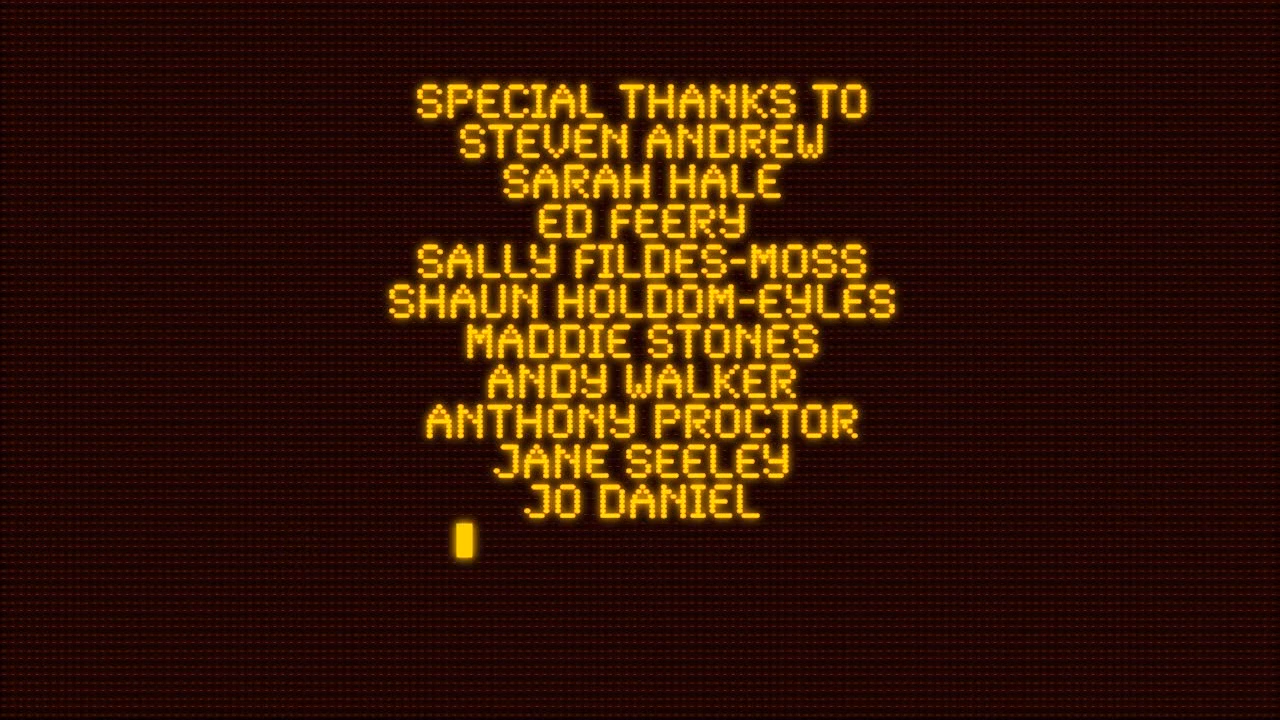 SPECIAL THANKS TO
STEVEN ANDREW
SARAH HALE
ED FEERY
SALLY FILDES-MOSS
SHAUN HOLDOM-EYLES
MADDIE STONES
ANDY WALKER
ANTHONY PROCTOR
JANE SEELEY
JO DANIEL